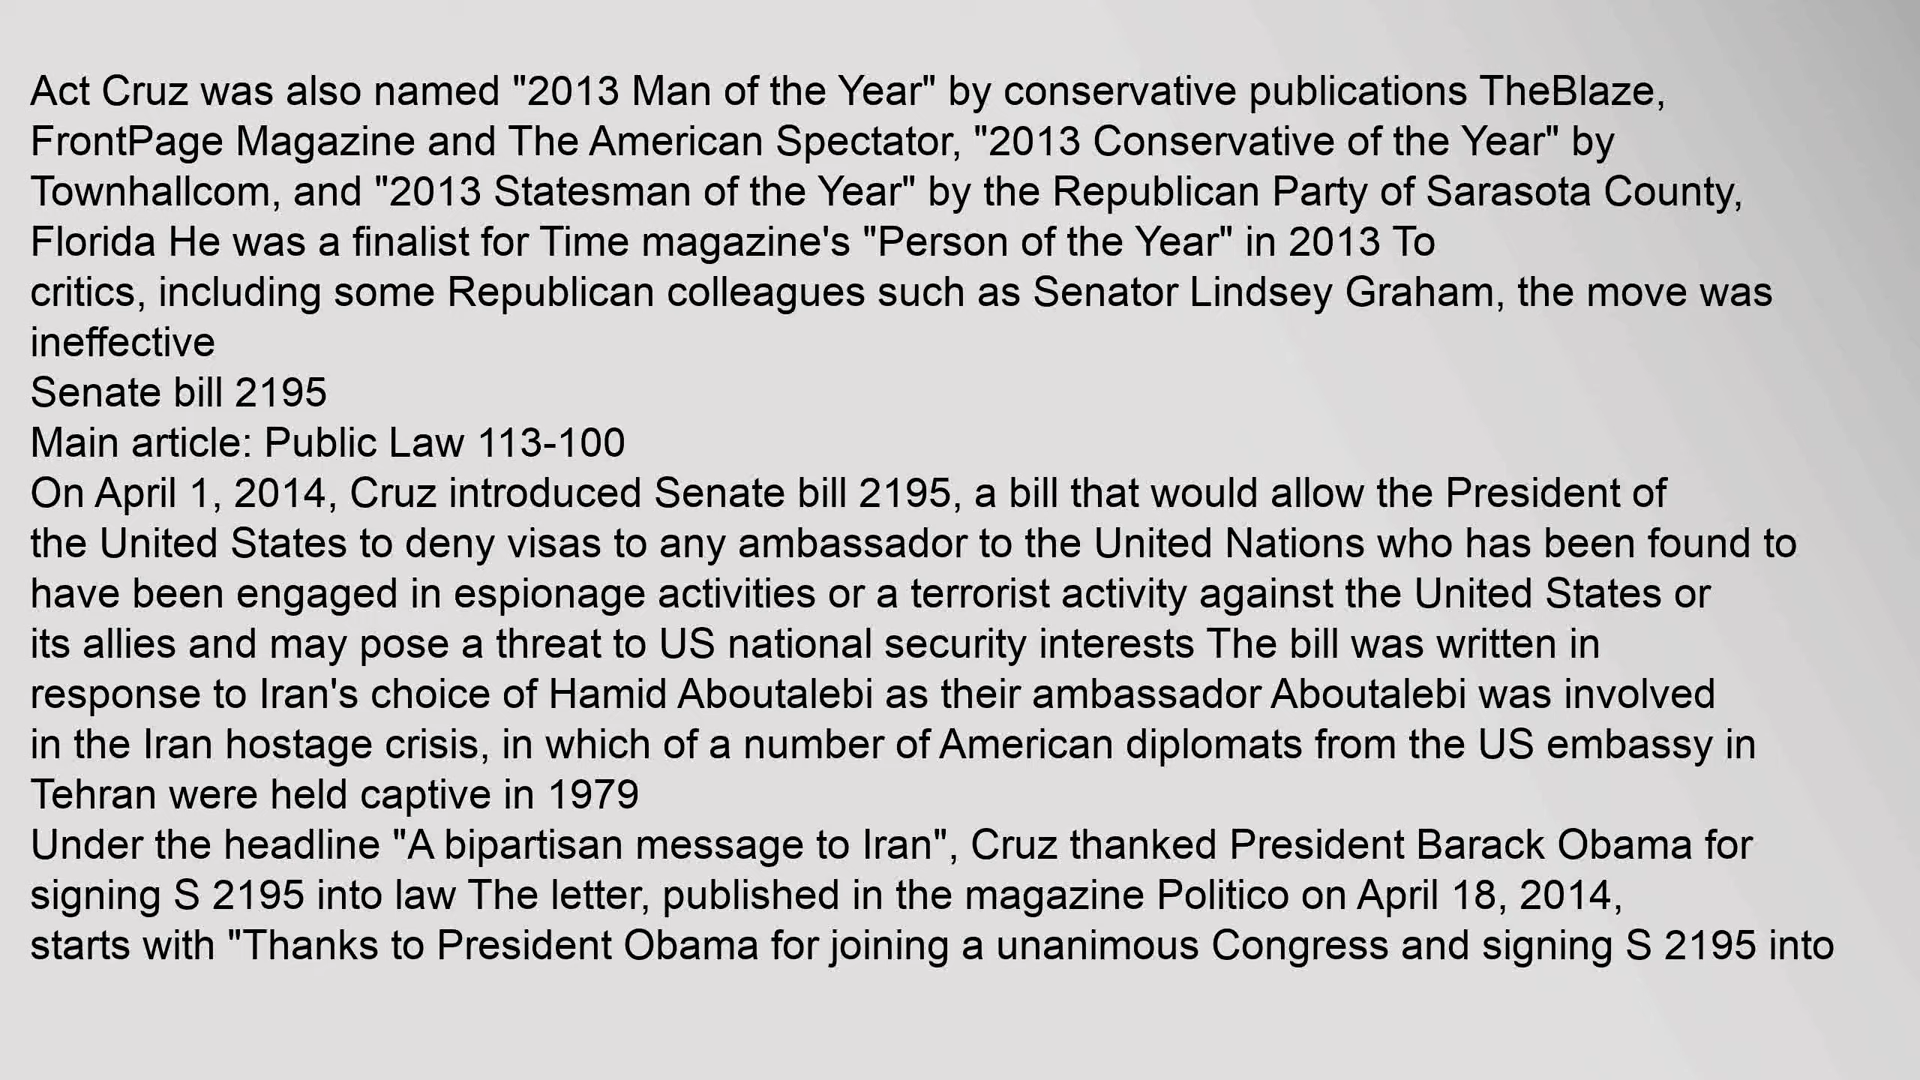 Act Cruz was also named "2013 Man of the Year" by conservative publications TheBlaze,
FrontPage Magazine and The American Spectator, "2013 Conservative of the Year" by
Townhallcom, and "2013 Statesman of the Year" by the Republican Party of Sarasota County,
Florida He was a finalist for Time magazine's "Person of the Year" in 2013 To
critics, including some Republican colleagues such as Senator Lindsey Graham, the move was
ineffective
Senate bill 2195
Main article: Public Law 113-100
On April 1, 2014, Cruz introduced Senate bill 2195, a bill that would allow the President of
the United States to deny visas to any ambassador to the United Nations who has been found to
have been engaged in espionage activities or a terrorist activity against the United States or
its allies and may pose a threat to US national security interests The bill was written in
response to Iran's choice of Hamid Aboutalebi as their ambassador Aboutalebi was involved
in the Iran hostage crisis, in which of a number of American diplomats from the US embassy in
Tehran were held captive in 1979
Under the headline "A bipartisan message to Iran", Cruz thanked President Barack Obama for
signing S 2195 into law The letter, published in the magazine Politico on April 18, 2014,
starts with "Thanks to President Obama for joining a unanimous Congress and signing S 2195 into